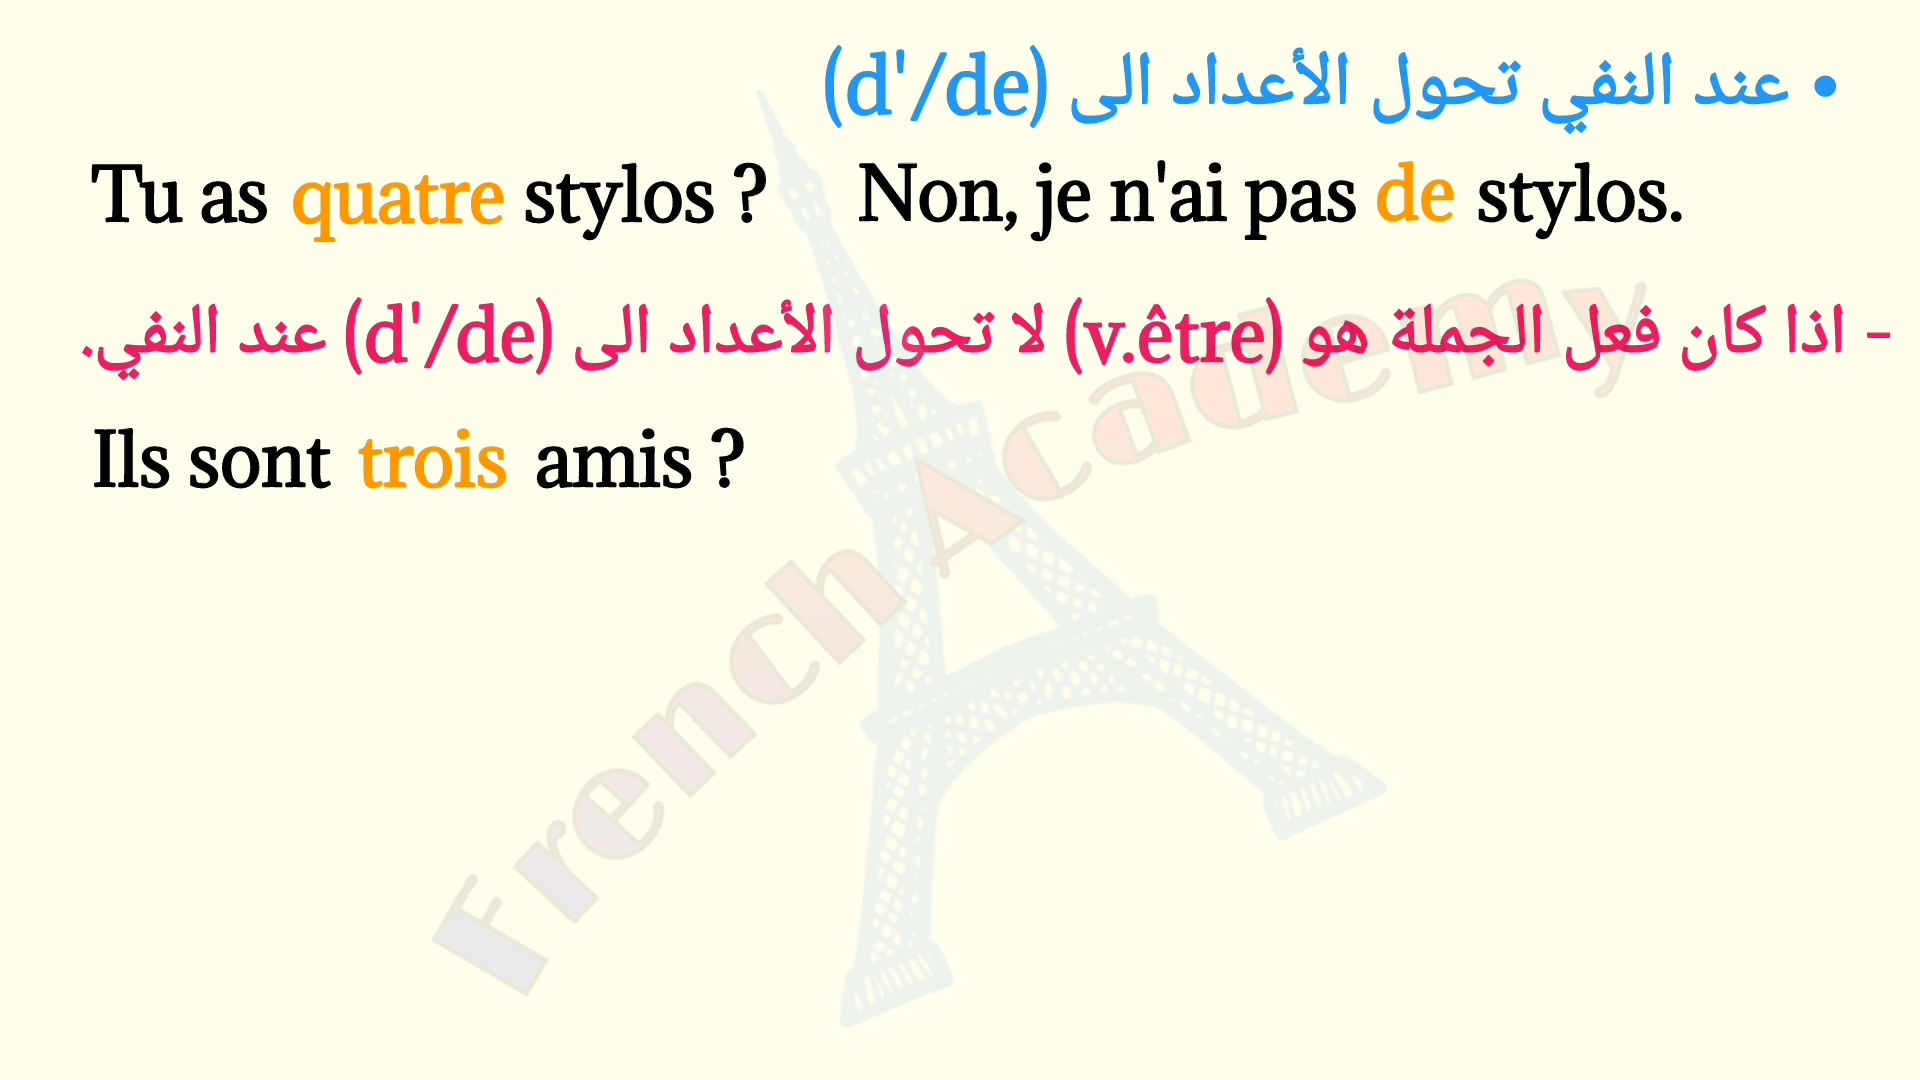 • عند النفي تحول الأعداد الى (d'/de)
Tu as quatre stylos ? Non, je n'ai pas de stylos.
- اذا كان فعل الجملة هو (v.être) لا تحول الأعداد الى (d'/de) عند النفي.
Ils sont trois amis ?
French Academy